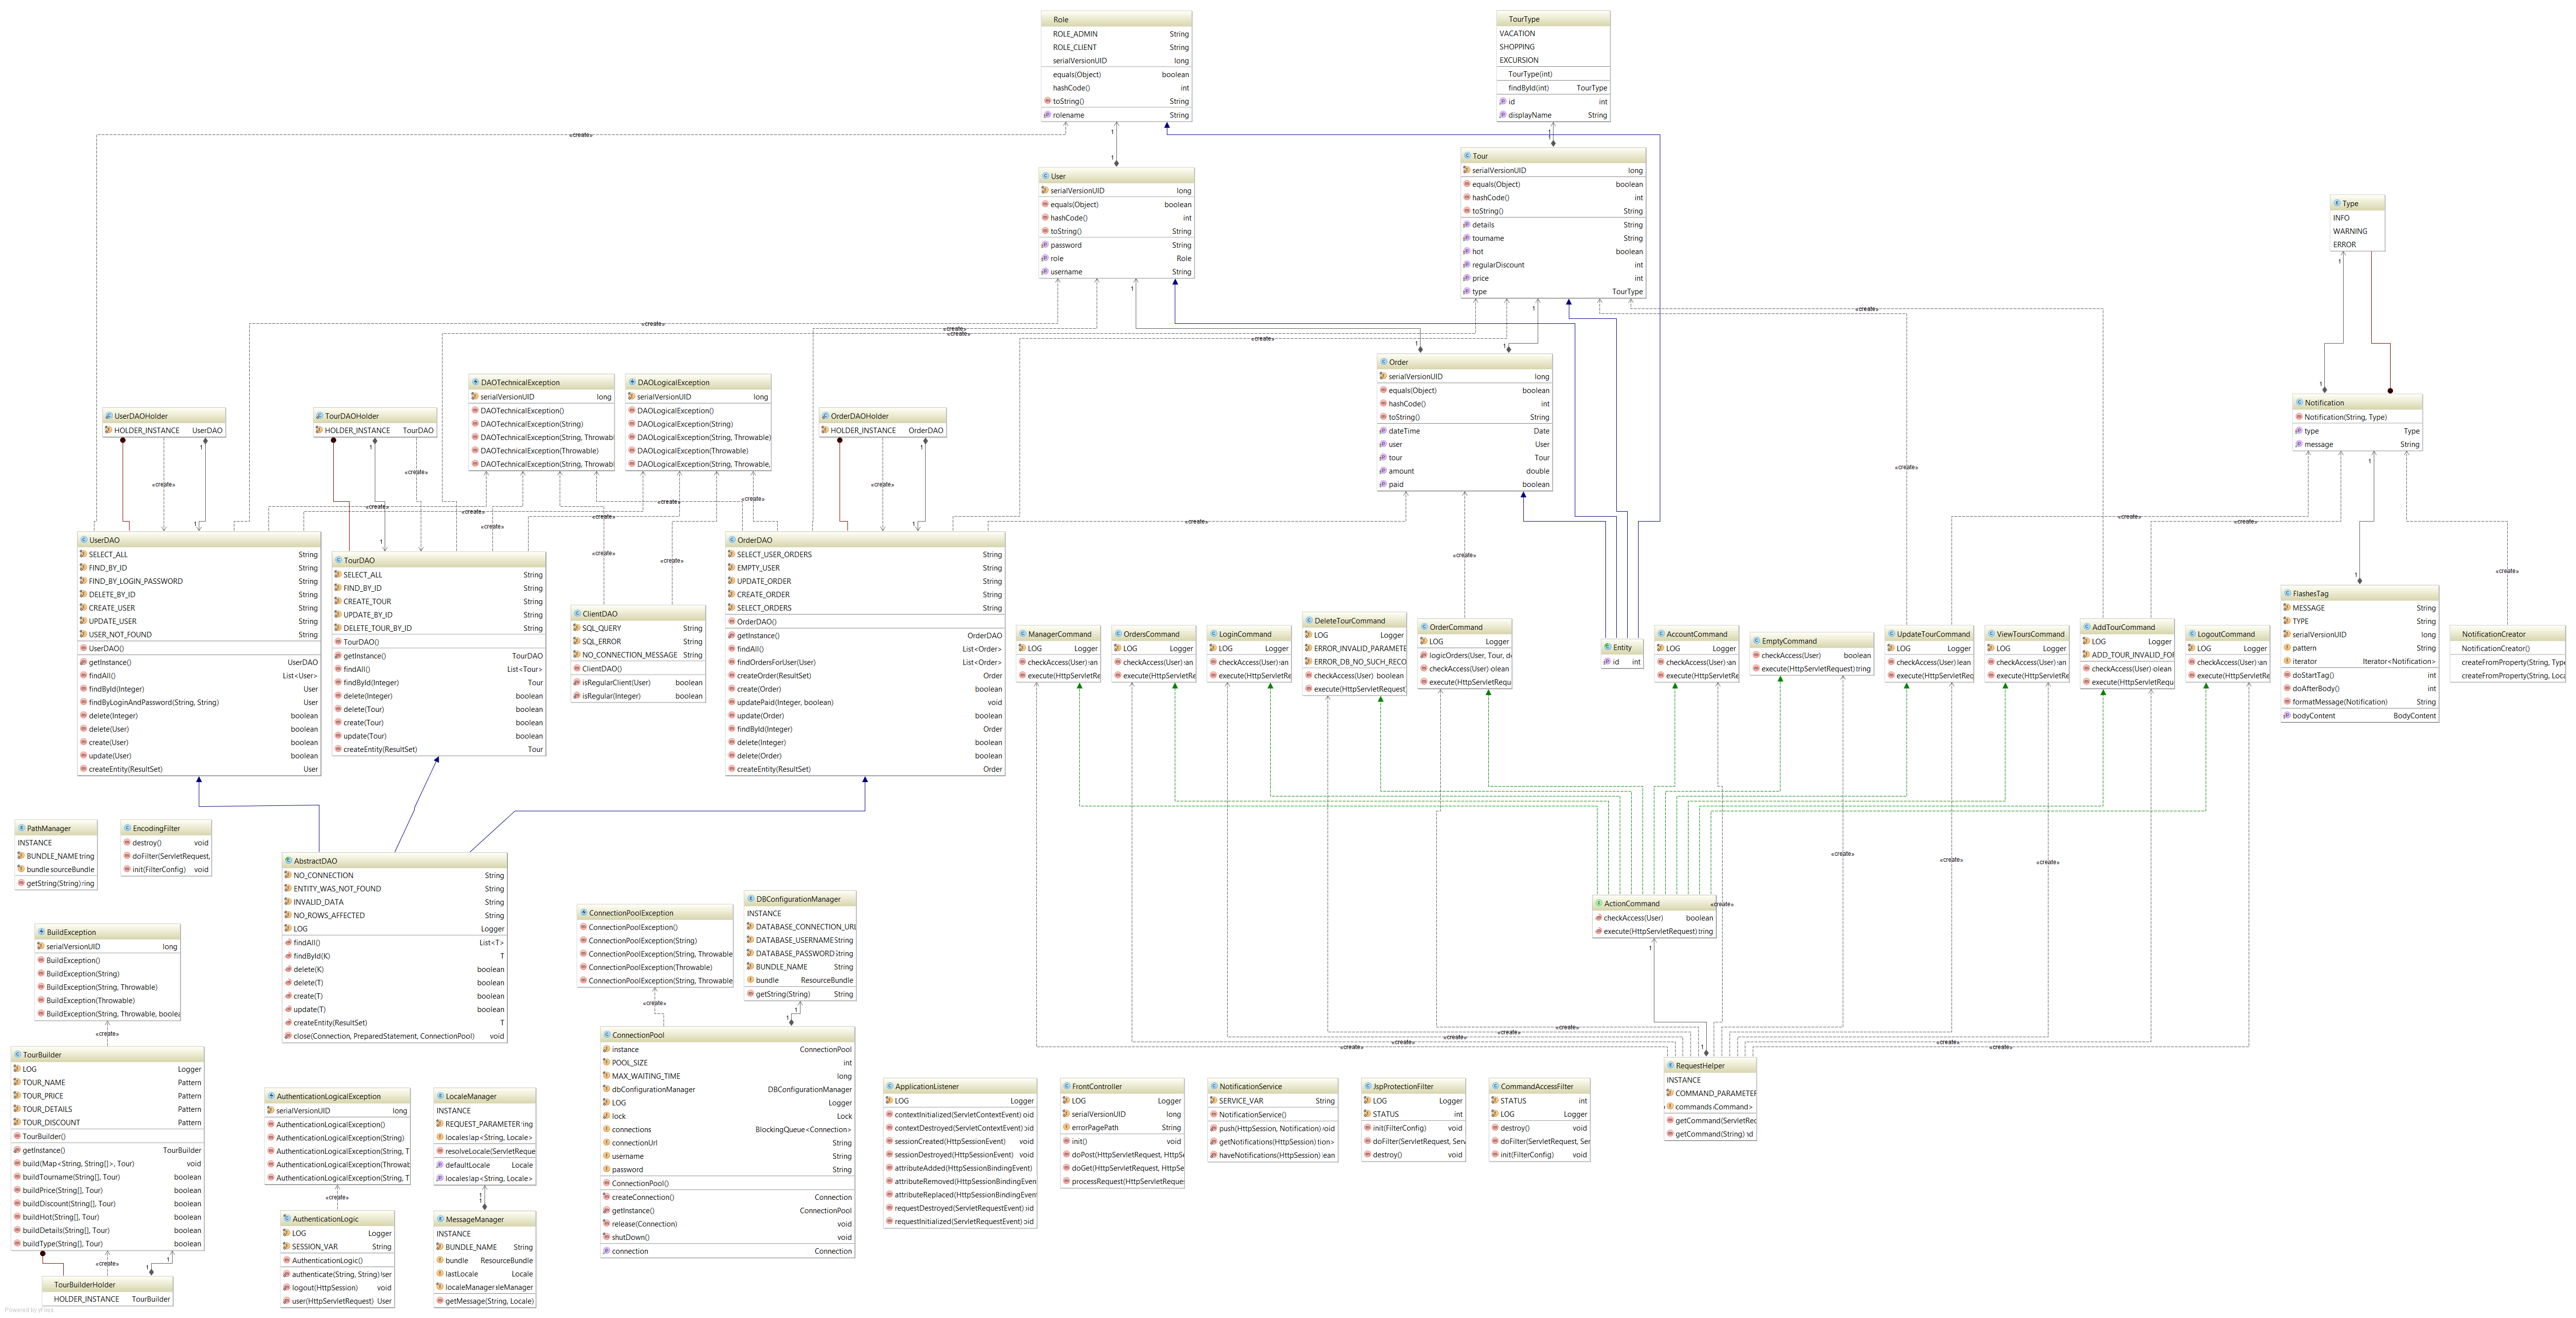 Role
ROLE_ADMIN String
ROLE_CLIENT String
serialVersionUID long
equals(Object) boolean
hashCode() int
toString() String
rolename String
TourType
VACATION
SHOPPING
EXCURSION
TourType(int)
findById(int) TourType
id int
displayName String
User
serialVersionUID long
equals(Object) boolean
hashCode() int
toString() String
password String
role Role
username String
Tour
serialVersionUID long
equals(Object) boolean
hashCode() int
toString() String
details String
tourname String
hot boolean
regularDiscount int
price int
type TourType
Type
INFO
WARNING
ERROR
Order
serialVersionUID long
equals(Object) boolean
hashCode() int
toString() String
dateTime Date
user User
tour Tour
amount double
paid boolean
Notification
Notification(String, Type)
type Type
message String
UserDAOHolder
HOLDER_INSTANCE UserDAO
TourDAOHolder
HOLDER_INSTANCE TourDAO
DAOTechnicalException
serialVersionUID long
DAOTechnicalException()
DAOTechnicalException(String)
DAOTechnicalException(String, Throwabl
DAOTechnicalException(Throwable)
DAOTechnicalException(String, Throwabl
DAOLogicalException
serialVersionUID long
DAOLogicalException()
DAOLogicalException(String)
DAOLogicalException(String, Throwable)
DAOLogicalException(Throwable)
DAOLogicalException(String, Throwable,
OrderDAOHolder
HOLDER_INSTANCE OrderDAO
UserDAO
SELECT_ALL String
FIND_BY_ID String
FIND_BY_LOGIN_PASSWORD String
DELETE_BY_ID String
CREATE_USER String
UPDATE_USER String
USER_NOT_FOUND String
UserDAO()
getInstance() UserDAO
findAll() List<User>
findById(Integer) User
findByLoginAndPassword(String, String) User
delete(Integer) boolean
delete(User) boolean
create(User) boolean
update(User) boolean
createEntity(ResultSet) User
TourDAO
SELECT_ALL String
FIND_BY_ID String
CREATE_TOUR String
UPDATE_BY_ID String
DELETE_TOUR_BY_ID String
TourDAO()
getInstance() TourDAO
findAll() List<Tour>
findById(Integer) Tour
delete(Integer) boolean
delete(Tour) boolean
create(Tour) boolean
update(Tour) boolean
createEntity(ResultSet) Tour
ClientDAO
SQL_QUERY String
SQL_ERROR String
NO_CONNECTION_MESSAGE String
ClientDAO()
isRegularClient(User) boolean
isRegular(Integer) boolean
OrderDAO
SELECT_USER_ORDERS String
EMPTY_USER String
UPDATE_ORDER String
CREATE_ORDER String
SELECT_ORDERS String
OrderDAO()
getInstance() OrderDAO
findAll() List<Order>
findOrdersForUser(User) List<Order>
createOrder(ResultSet) Order
create(Order) boolean
updatePaid(Integer, boolean) void
update(Order) boolean
findById(Integer) Order
delete(Integer) boolean
delete(Order) boolean
createEntity(ResultSet) Order
ManagerCommand
LOG Logger
checkAccess(User) an
execute(HttpServletRe
OrdersCommand
LOG Logger
checkAccess(User) an
execute(HttpServletRe
LoginCommand
LOG Logger
checkAccess(User) an
execute(HttpServletRe
DeleteTourCommand
LOG Logger
ERROR_INVALID_PARAMETE
ERROR_DB_NO_SUCH_RECO
checkAccess(User) boolean
execute(HttpServletRequest
OrderCommand
LOG Logger
logicOrders(User, Tour, d
checkAccess(User) olean
execute(HttpServletRequ
Entity
id int
AccountCommand
LOG Logger
checkAccess(User) an
execute(HttpServletRe
EmptyCommand
checkAccess(User) boolean
execute(HttpServletRequest) tring
UpdateTourCommand
LOG Logger
checkAccess(User) lean
execute(HttpServletReq
ViewToursCommand
LOG Logger
checkAccess(User) an
execute(HttpServletRe
AddTourCommand
LOG Logger
ADD_TOUR_INVALID_FOR
checkAccess(User) olean
execute(HttpServletRequ
LogoutCommand
LOG Logger
checkAccess(User) an
execute(HttpServletRe
FlashesTag
MESSAGE String
TYPE String
serialVersionUID long
pattern String
iterator Iterator<Notification>
doStartTag() int
doAfterBody() int
formatMessage(Notification) String
bodyContent BodyContent
NotificationCreator
NotificationCreator()
createFromProperty(String, Type
createFromProperty(String, Loca
PathManager
INSTANCE
BUNDLE_NAME tring
bundle sourceBundle
getString(String) ring
EncodingFilter
destroy() void
doFilter(ServletRequest,
init(FilterConfig) void
AbstractDAO
NO_CONNECTION String
ENTITY_WAS_NOT_FOUND String
INVALID_DATA String
NO_ROWS_AFFECTED String
LOG Logger
findAll() List<T>
findById(K) T
delete(K) boolean
delete(T) boolean
create(T) boolean
update(T) boolean
createEntity(ResultSet) T
close(Connection, PreparedStatement, ConnectionPool) void
ConnectionPoolException
ConnectionPoolException()
ConnectionPoolException(String)
ConnectionPoolException(String, Throwable
ConnectionPoolException(Throwable)
ConnectionPoolException(String, Throwable
DBConfigurationManager
INSTANCE
DATABASE_CONNECTION_URL
DATABASE_USERNAME String
DATABASE_PASSWORD String
BUNDLE_NAME String
bundle ResourceBundle
getString(String) String
ActionCommand
checkAccess(User) boolean
execute(HttpServletRequest) tring
BuildException
serialVersionUID long
BuildException()
BuildException(String)
BuildException(String, Throwable)
BuildException(Throwable)
BuildException(String, Throwable, boolea
ConnectionPool
instance ConnectionPool
POOL_SIZE int
MAX_WAITING_TIME long
dbConfigurationManager DBConfigurationManager
LOG Logger
lock Lock
connections BlockingQueue<Connection>
connectionUrl String
username String
password String
ConnectionPool()
createConnection() Connection
getInstance() ConnectionPool
release(Connection) void
shutDown() void
connection Connection
TourBuilder
LOG Logger
TOUR_NAME Pattern
TOUR_PRICE Pattern
TOUR_DETAILS Pattern
TOUR_DISCOUNT Pattern
TourBuilder()
getInstance() TourBuilder
build(Map<String, String[]>, Tour) void
buildTourname(String[], Tour) boolean
buildPrice(String[], Tour) boolean
buildDiscount(String[], Tour) boolean
buildHot(String[], Tour) boolean
buildDetails(String[], Tour) boolean
buildType(String[], Tour) boolean
AuthenticationLogicalException
serialVersionUID long
AuthenticationLogicalException()
AuthenticationLogicalException(String)
AuthenticationLogicalException(String, T
AuthenticationLogicalException(Throwab
AuthenticationLogicalException(String, T
LocaleManager
INSTANCE
REQUEST_PARAMETER ing
locales ap<String, Locale>
resolveLocale(ServletReque
defaultLocale Locale
locales ap<String, Locale>
ApplicationListener
LOG Logger
contextInitialized(ServletContextEvent) oid
contextDestroyed(ServletContextEvent) oid
sessionCreated(HttpSessionEvent) void
sessionDestroyed(HttpSessionEvent) void
attributeAdded(HttpSessionBindingEvent)
attributeRemoved(HttpSessionBindingEven
attributeReplaced(HttpSessionBindingEvent
requestDestroyed(ServletRequestEvent) oid
requestInitialized(ServletRequestEvent) oid
FrontController
LOG Logger
serialVersionUID long
errorPagePath String
init() void
doPost(HttpServletRequest, HttpS
doGet(HttpServletRequest, HttpSe
processRequest(HttpServletReques
NotificationService
SERVICE_VAR String
NotificationService()
push(HttpSession, Notification) oid
getNotifications(HttpSession) tion>
haveNotifications(HttpSession) ean
JspProtectionFilter
LOG Logger
STATUS int
init(FilterConfig) void
doFilter(ServletRequest, Serv
destroy() void
CommandAccessFilter
STATUS int
LOG Logger
destroy() void
doFilter(ServletRequest, Ser
init(FilterConfig) void
RequestHelper
INSTANCE
COMMAND_PARAMETER
commands Command>
getCommand(ServletReq
getCommand(String) nd
AuthenticationLogic
LOG Logger
SESSION_VAR String
AuthenticationLogic()
authenticate(String, String) ser
logout(HttpSession) void
user(HttpServletRequest) User
MessageManager
INSTANCE
BUNDLE_NAME String
bundle ResourceBundle
lastLocale Locale
localeManager leManager
getMessage(String, Locale)
TourBuilderHolder
HOLDER_INSTANCE TourBuilder
Powered by yFiles